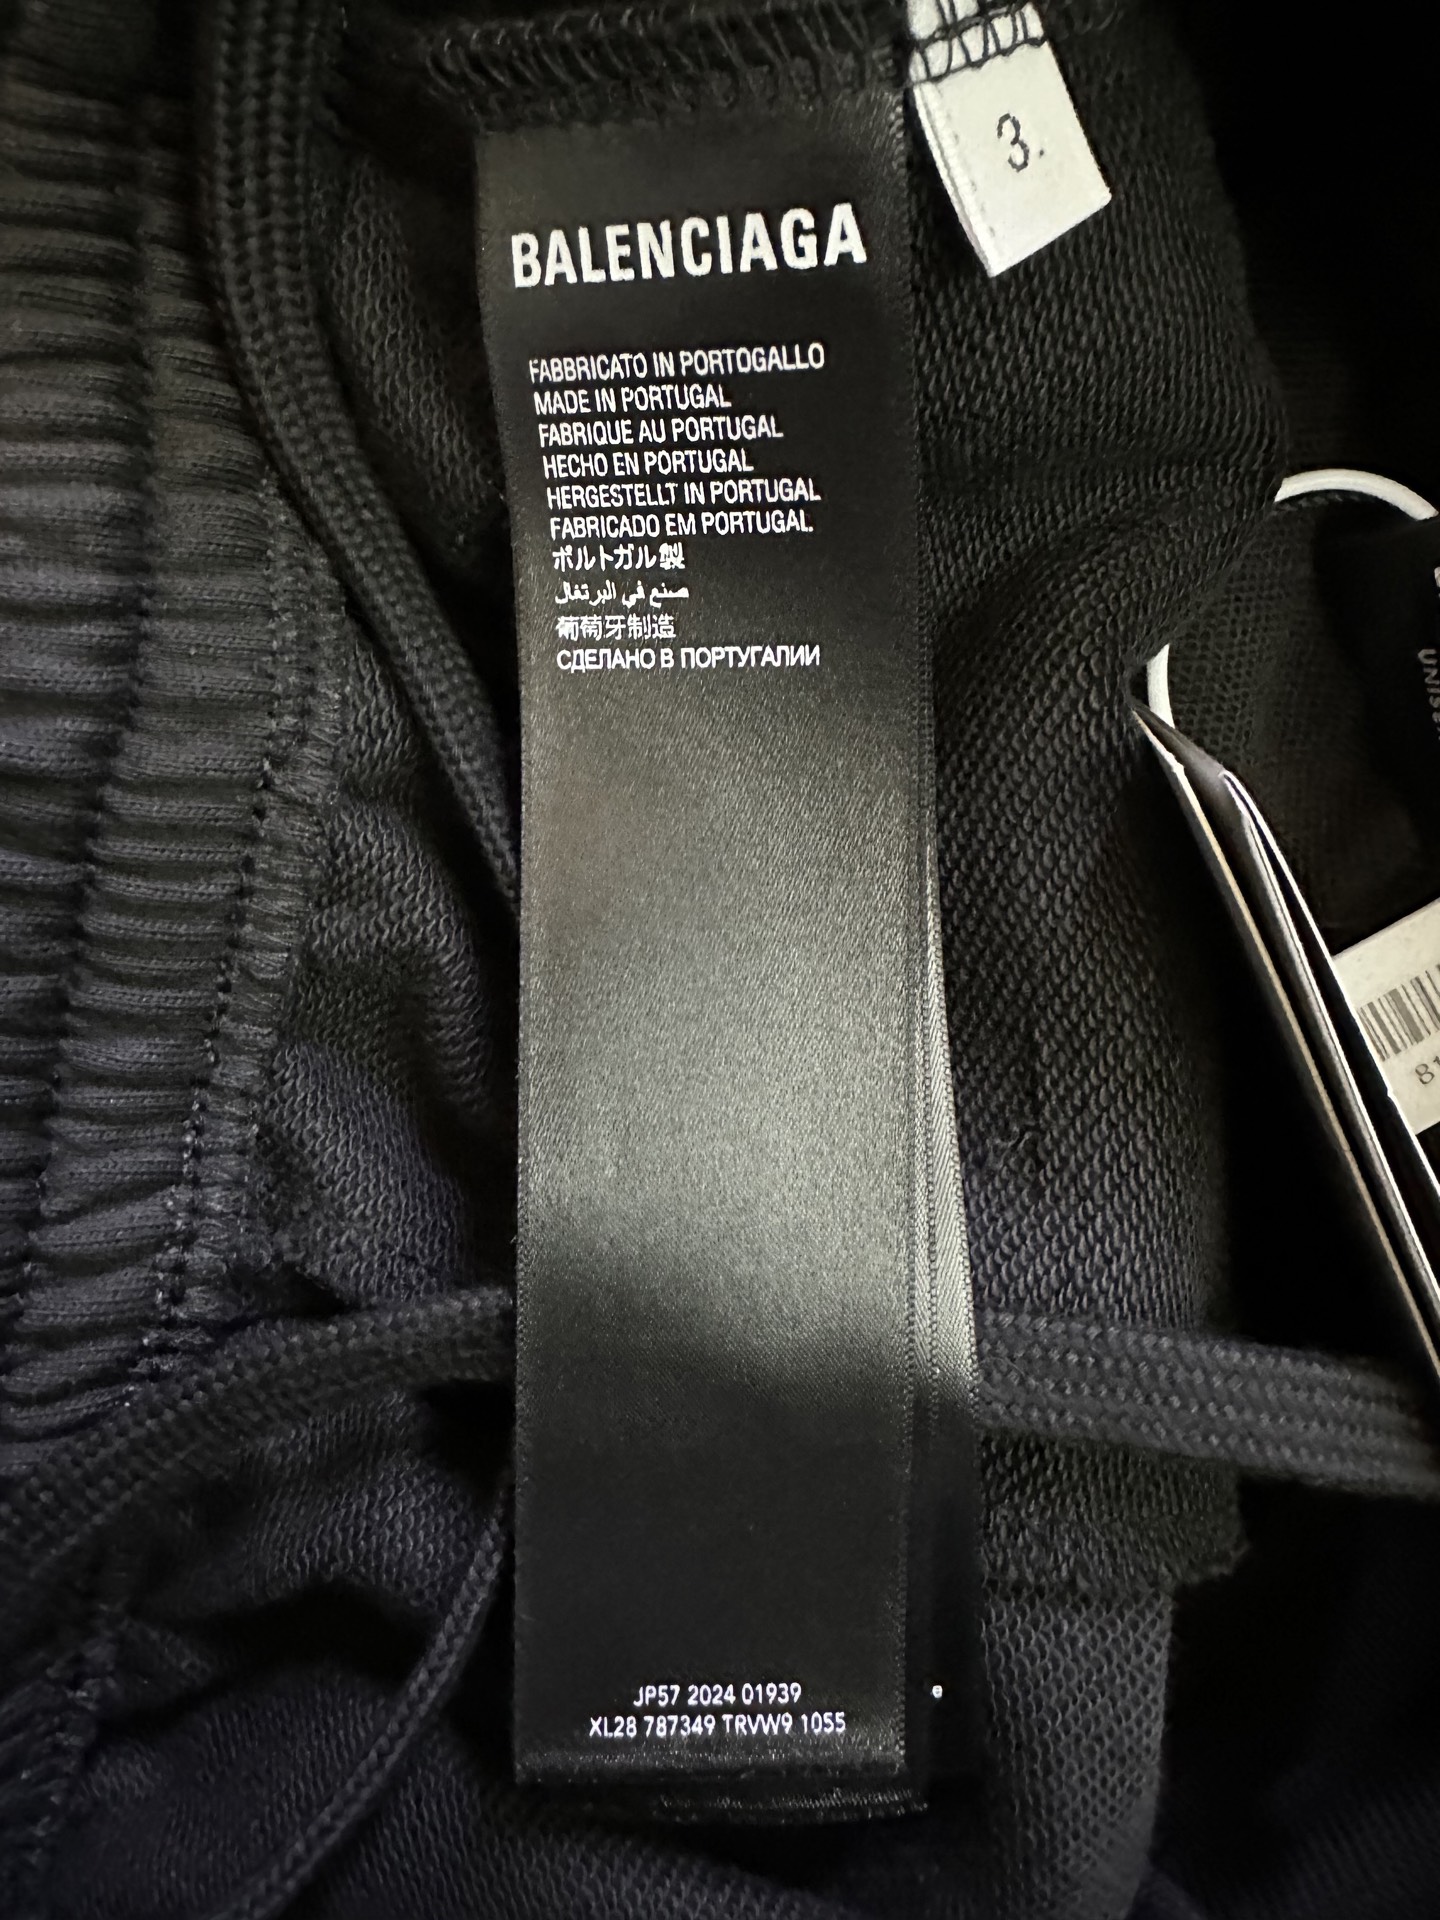 3.
BALENCIAGA
FABBRICATO IN PORTOGALLO
MADE IN PORTUGAL
FABRIQUE AU PORTUGAL
HECHO EN PORTUGAL
HERGESTELLT IN PORTUGAL
FABRICADO EM PORTUGAL.
ポルトガル製
صنع في البرتغال
葡萄牙制造
СДЕЛАНО В ПОРТУГАЛИИ
JP57 2024 01939
XL28 787349 TRVW9 1055
e